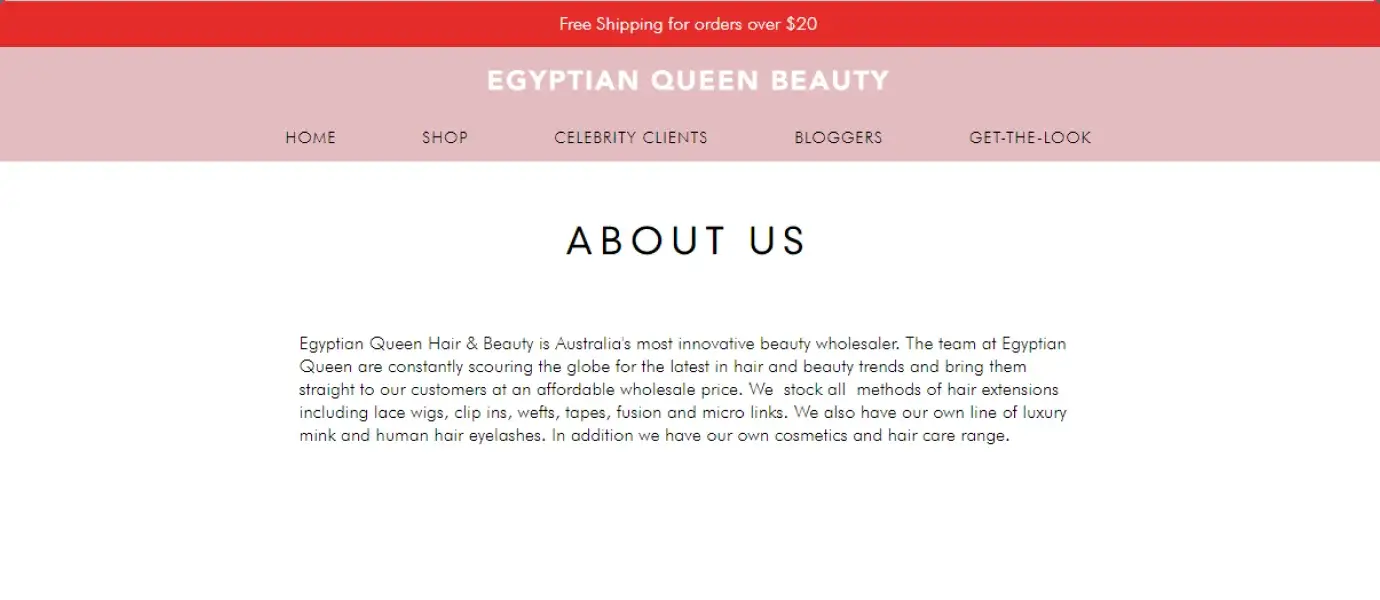 Free Shipping for orders over $20
EGYPTIAN QUEEN BEAUTY
HOME SHOP CELEBRITY CLIENTS BLOGGERS GET-THE-LOOK
ABOUT US
Egyptian Queen Hair & Beauty is Australia's most innovative beauty wholesaler. The team at Egyptian
Queen are constantly scouring the globe for the latest in hair and beauty trends and bring them
straight to our customers at an affordable wholesale price. We  stock all  methods of hair extensions
including lace wigs, clip ins, wefts, tapes, fusion and micro links. We also have our own line of luxury
mink and human hair eyelashes. In addition we have our own cosmetics and hair care range.